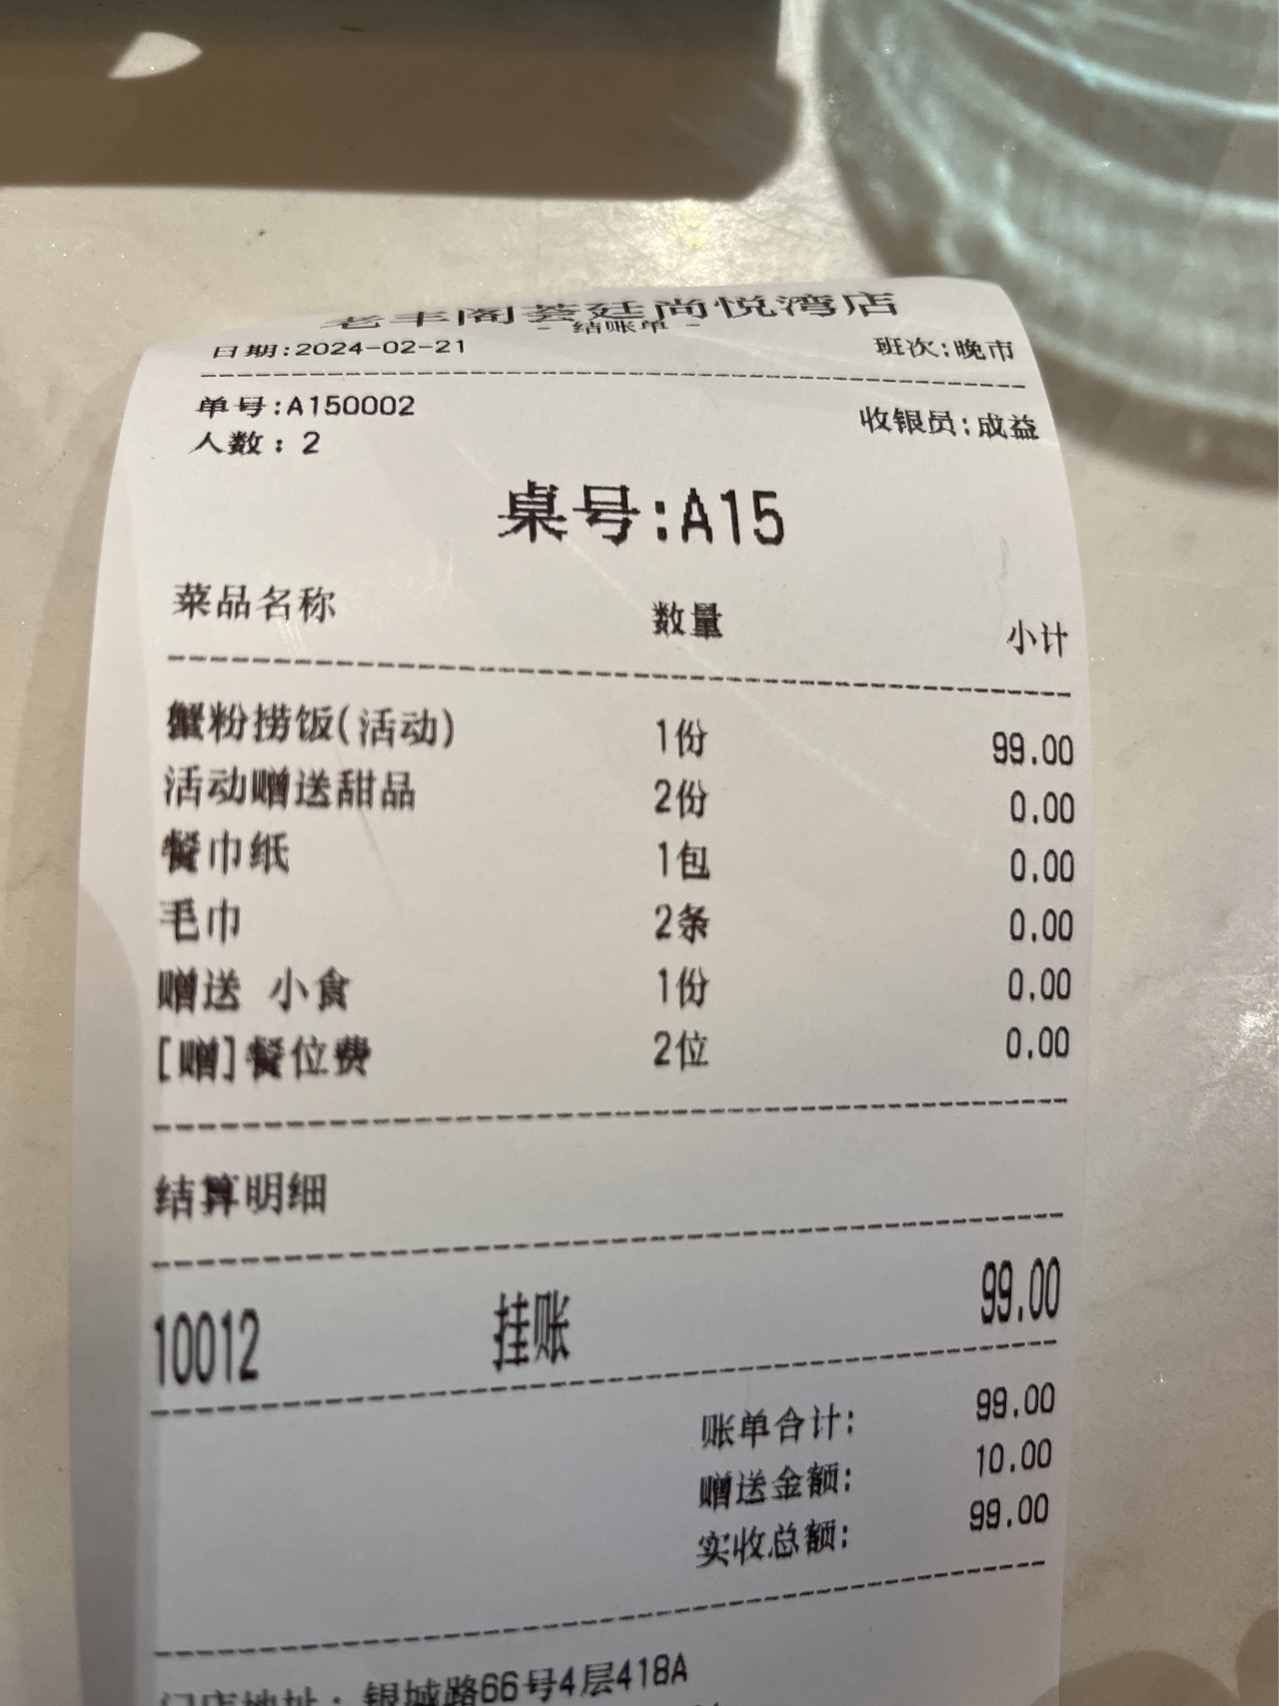 老丰阁荟廷尚悦湾店
- 结账单 -
日期:2024-02-21 班次:晚市
单号:A150002 收银员:成益
人数:2
桌号:A15
菜品名称 数量 小计
蟹粉捞饭(活动) 1份 99.00
活动赠送甜品 2份 0.00
餐巾纸 1包 0.00
毛巾 2条 0.00
赠送 小食 1份 0.00
[赠]餐位费 2位 0.00
结算明细
10012 挂账 99.00
账单合计: 99.00
赠送金额: 10.00
实收总额: 99.00
门店地址:银城路66号4层418A